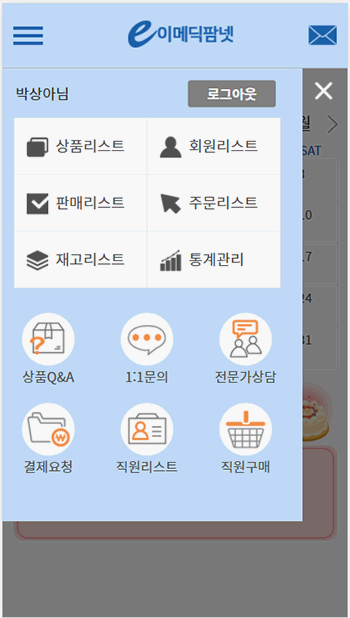 e이메딕팜넷
박상아님
로그아웃
월
SAT
상품리스트
회원리스트
3
판매리스트
주문리스트
10
재고리스트
통계관리
17
24
상품Q&A
1:1문의
전문가상담
31
결제요청
직원리스트
직원구매